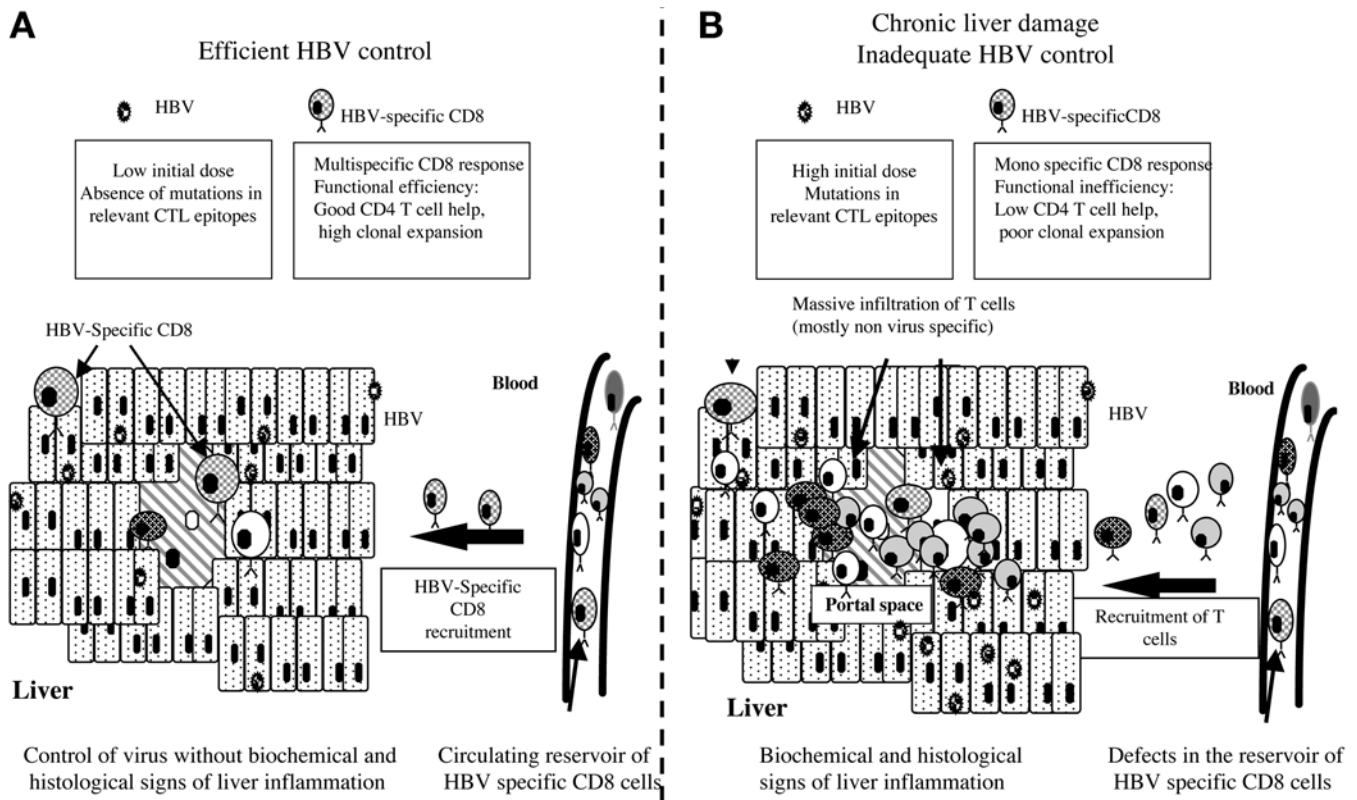 A
Efficient HBV control
HBV
HBV-specific CD8
Low initial dose
Absence of mutations in
relevant CTL epitopes
Multispecific CD8 response
Functional efficiency:
Good CD4 T cell help,
high clonal expansion
HBV-Specific CD8
Blood
HBV
HBV-Specific
CD8
recruitment
Liver
Control of virus without biochemical and
histological signs of liver inflammation
Circulating reservoir of
HBV specific CD8 cells
B
Chronic liver damage
Inadequate HBV control
HBV
HBV-specificCD8
High initial dose
Mutations in
relevant CTL epitopes
Mono specific CD8 response
Functional inefficiency:
Low CD4 T cell help,
poor clonal expansion
Massive infiltration of T cells
(mostly non virus specific)
Blood
HBV
Portal space
Recruitment of T
cells
Liver
Biochemical and histological
signs of liver inflammation
Defects in the reservoir of
HBV specific CD8 cells